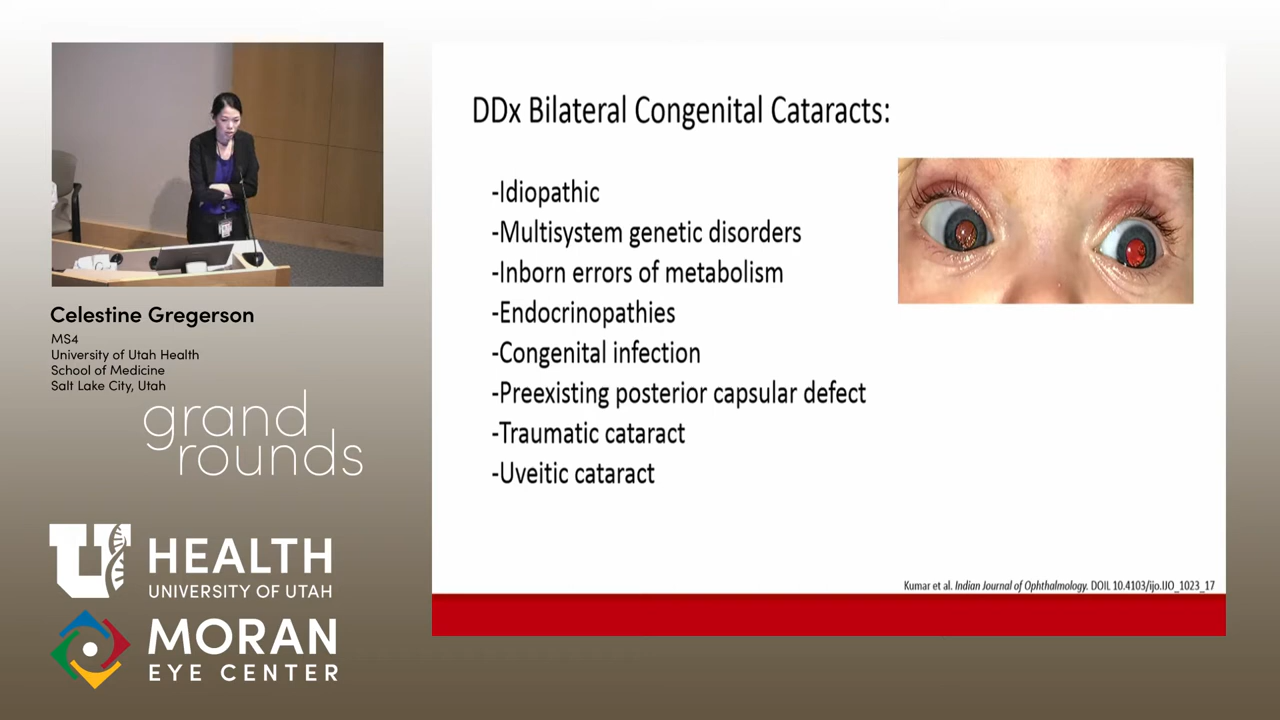 DDx Bilateral Congenital Cataracts:
-Idiopathic
-Multisystem genetic disorders
-Inborn errors of metabolism
-Endocrinopathies
-Congenital infection
-Preexisting posterior capsular defect
-Traumatic cataract
-Uveitic cataract
Kumar et al. Indian Journal of Ophthalmology. DOIL 10.4103/ijo.IJO_1023_17
Celestine Gregerson
MS4
University of Utah Health
School of Medicine
Salt Lake City, Utah
grand
rounds
U HEALTH
UNIVERSITY OF UTAH
MORAN
EYE CENTER